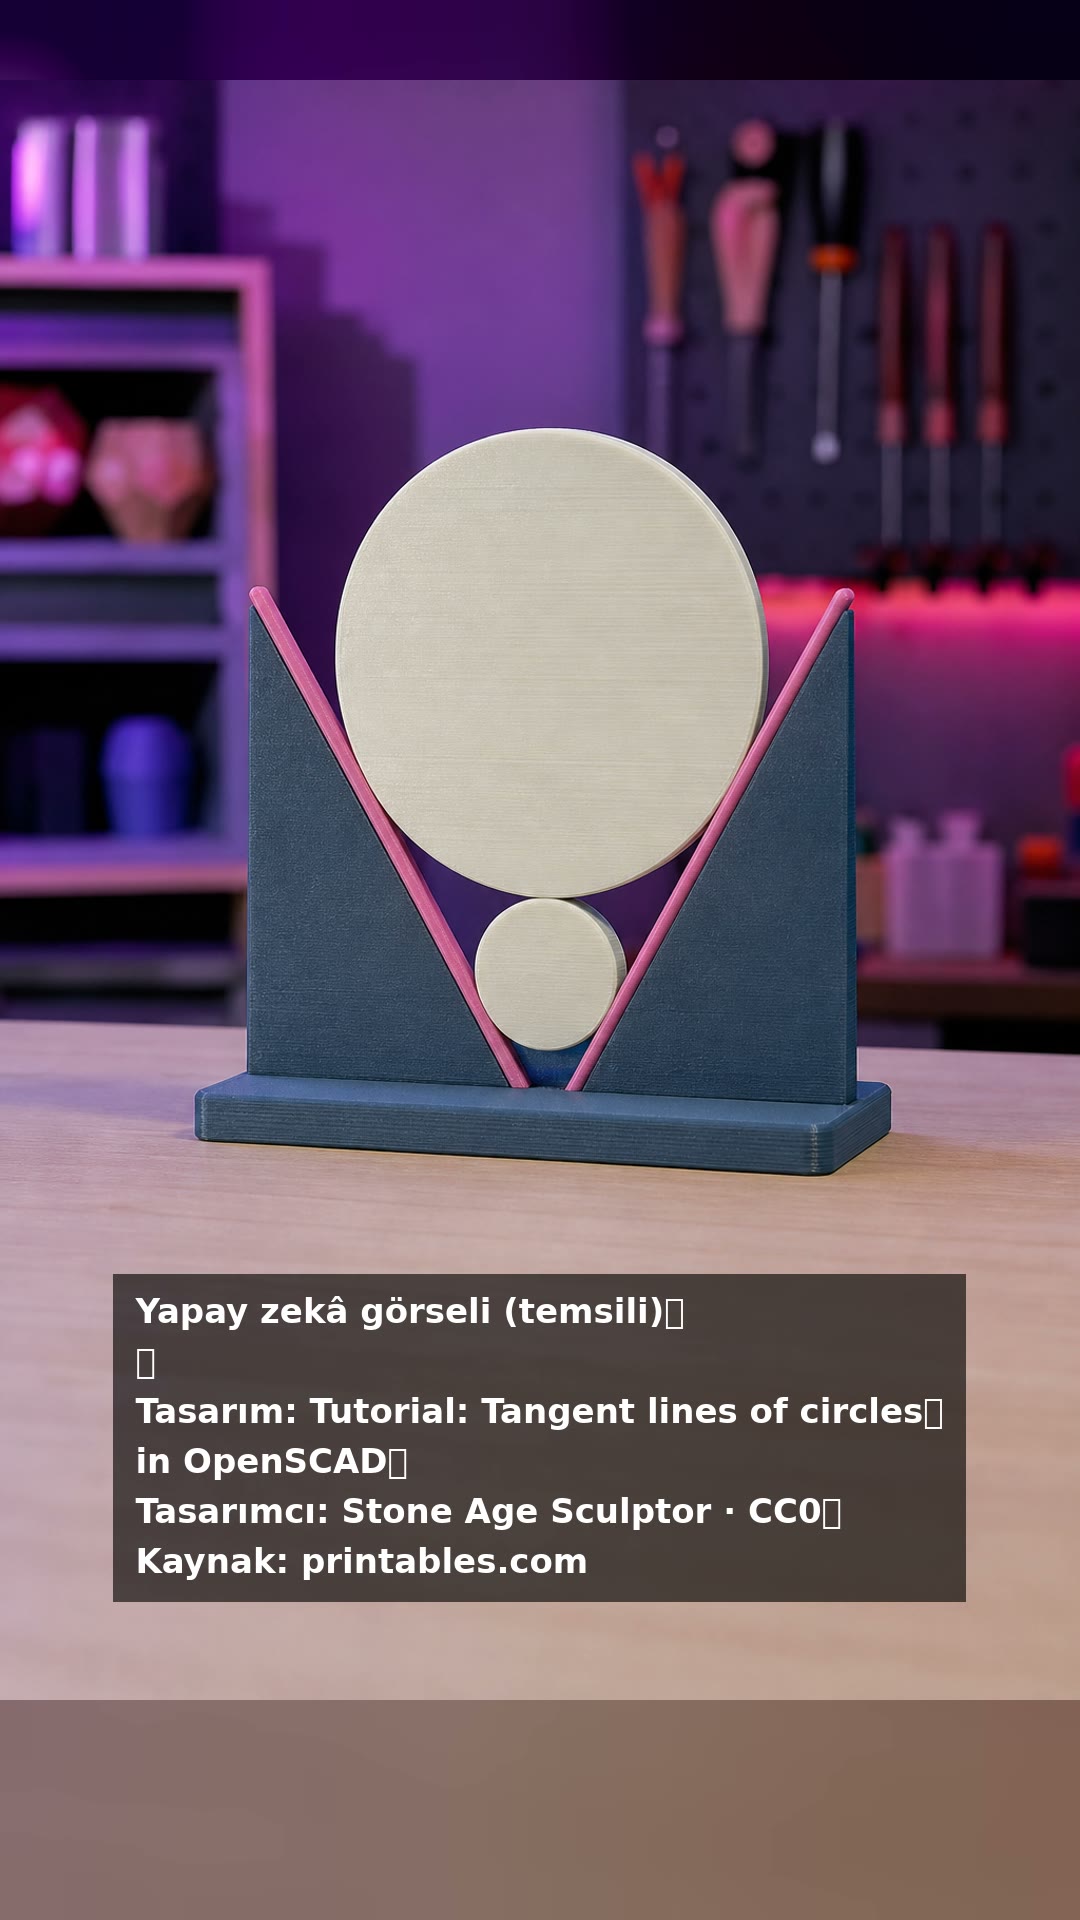 Yapay zekâ görseli (temsili)
Tasarım: Tutorial: Tangent lines of circles
in OpenSCAD
Tasarımcı: Stone Age Sculptor · CC0
Kaynak: printables.com